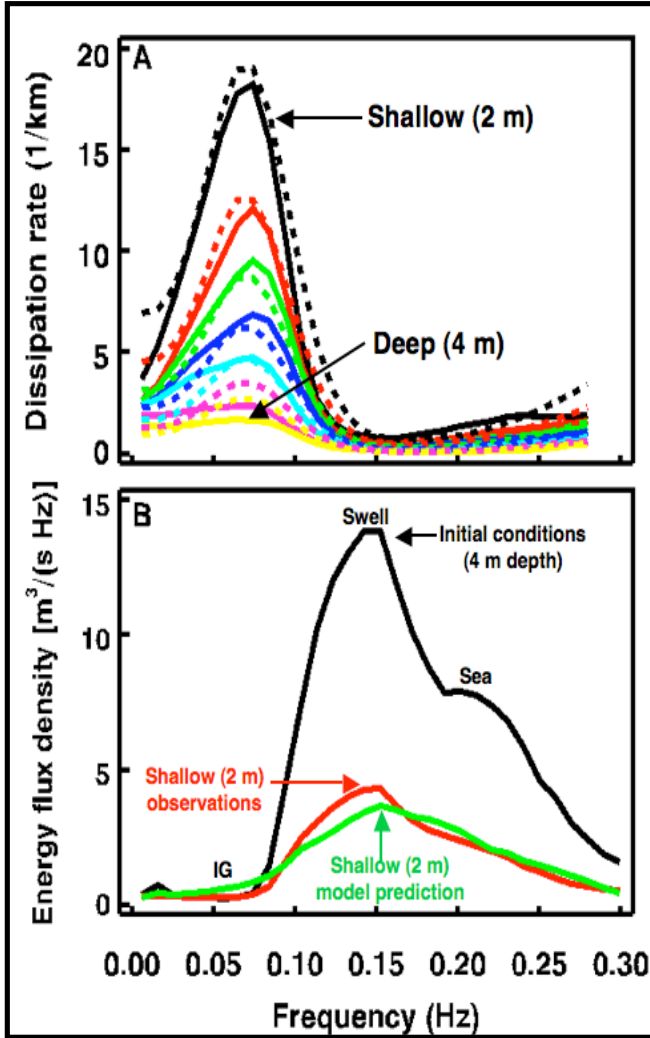 A
Dissipation rate (1/km)
20
15
10
5
0
Shallow (2 m)
Deep (4 m)
B
Energy flux density [m³/(s Hz)]
15
10
5
0
Swell
Initial conditions
(4 m depth)
Sea
Shallow (2 m)
observations
IG
Shallow (2 m)
model prediction
0.00 0.05 0.10 0.15 0.20 0.25 0.30
Frequency (Hz)